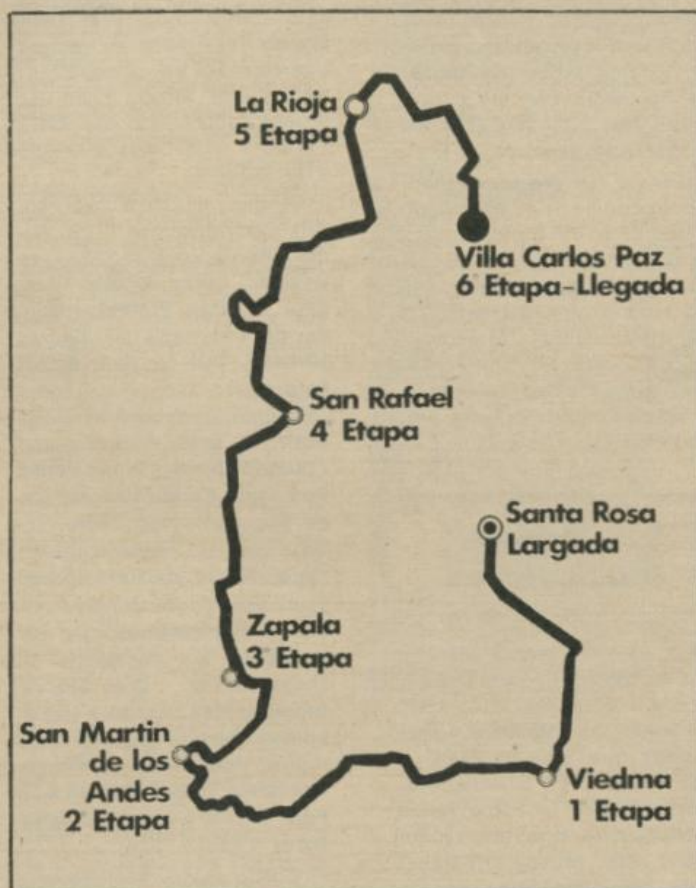 La Rioja
5 Etapa
Villa Carlos Paz
6° Etapa-Llegada
San Rafael
4° Etapa
Santa Rosa
Largada
Zapala
3° Etapa
San Martin
de los
Andes
2° Etapa
Viedma
1 Etapa